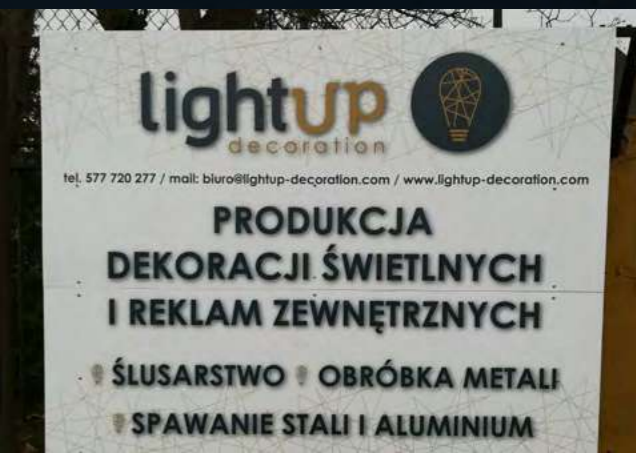 lightup
decoration
tel. 577 720 277 / mail: biuro@lightup-decoration.com / www.lightup-decoration.com
PRODUKCJA
DEKORACJI ŚWIETLNYCH
I REKLAM ZEWNĘTRZNYCH
ŚLUSARSTWO OBRÓBKA METALI
SPAWANIE STALI I ALUMINIUM